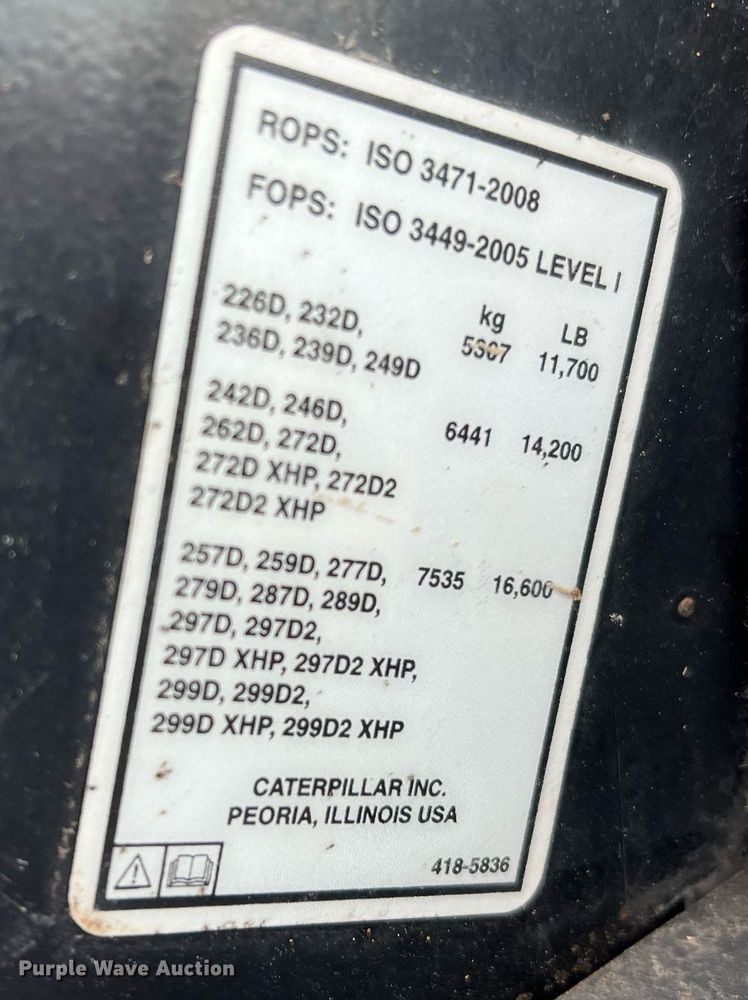 ROPS: ISO 3471-2008
FOPS: ISO 3449-2005 LEVEL I
kg LB
226D, 232D,
236D, 239D, 249D 5307 11,700
242D, 246D, 6441 14,200
262D, 272D,
272D XHP, 272D2
272D2 XHP
257D, 259D, 277D, 7535 16,600
279D, 287D, 289D,
297D, 297D2,
297D XHP, 297D2 XHP,
299D, 299D2,
299D XHP, 299D2 XHP
CATERPILLAR INC.
PEORIA, ILLINOIS USA
418-5836
Purple Wave Auction